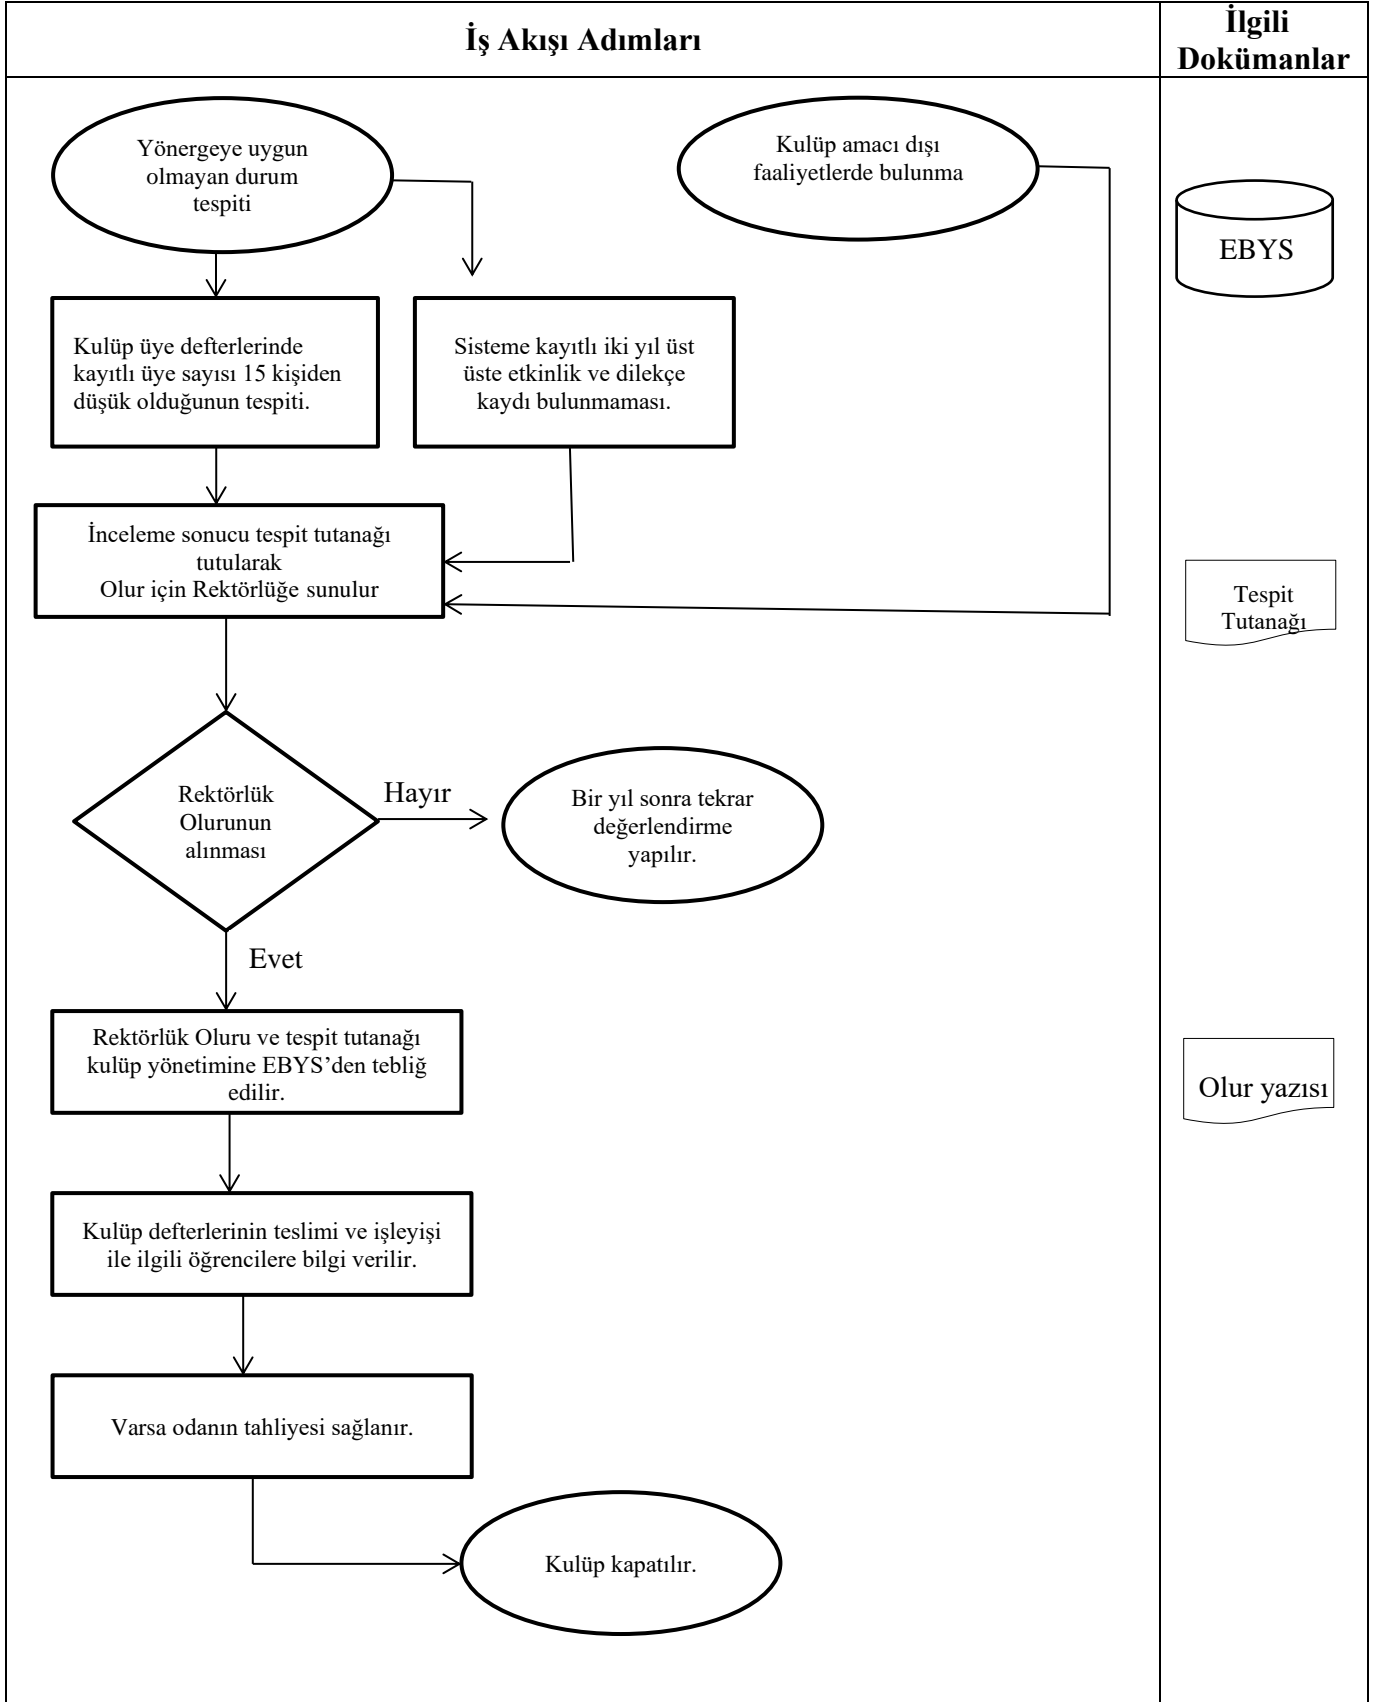 İş Akışı Adımları
İlgili
Dokümanlar
Yönergeye uygun
olmayan durum
tespiti
Kulüp amacı dışı
faaliyetlerde bulunma
EBYS
Kulüp üye defterlerinde
kayıtlı üye sayısı 15 kişiden
düşük olduğunun tespiti.
Sisteme kayıtlı iki yıl üst
üste etkinlik ve dilekçe
kaydı bulunmaması.
İnceleme sonucu tespit tutanağı
tutularak
Olur için Rektörlüğe sunulur
Tespit
Tutanağı
Rektörlük
Olurunun
alınması
Hayır
Bir yıl sonra tekrar
değerlendirme
yapılır.
Evet
Rektörlük Oluru ve tespit tutanağı
kulüp yönetimine EBYS’den tebliğ
edilir.
Olur yazısı
Kulüp defterlerinin teslimi ve işleyişi
ile ilgili öğrencilere bilgi verilir.
Varsa odanın tahliyesi sağlanır.
Kulüp kapatılır.